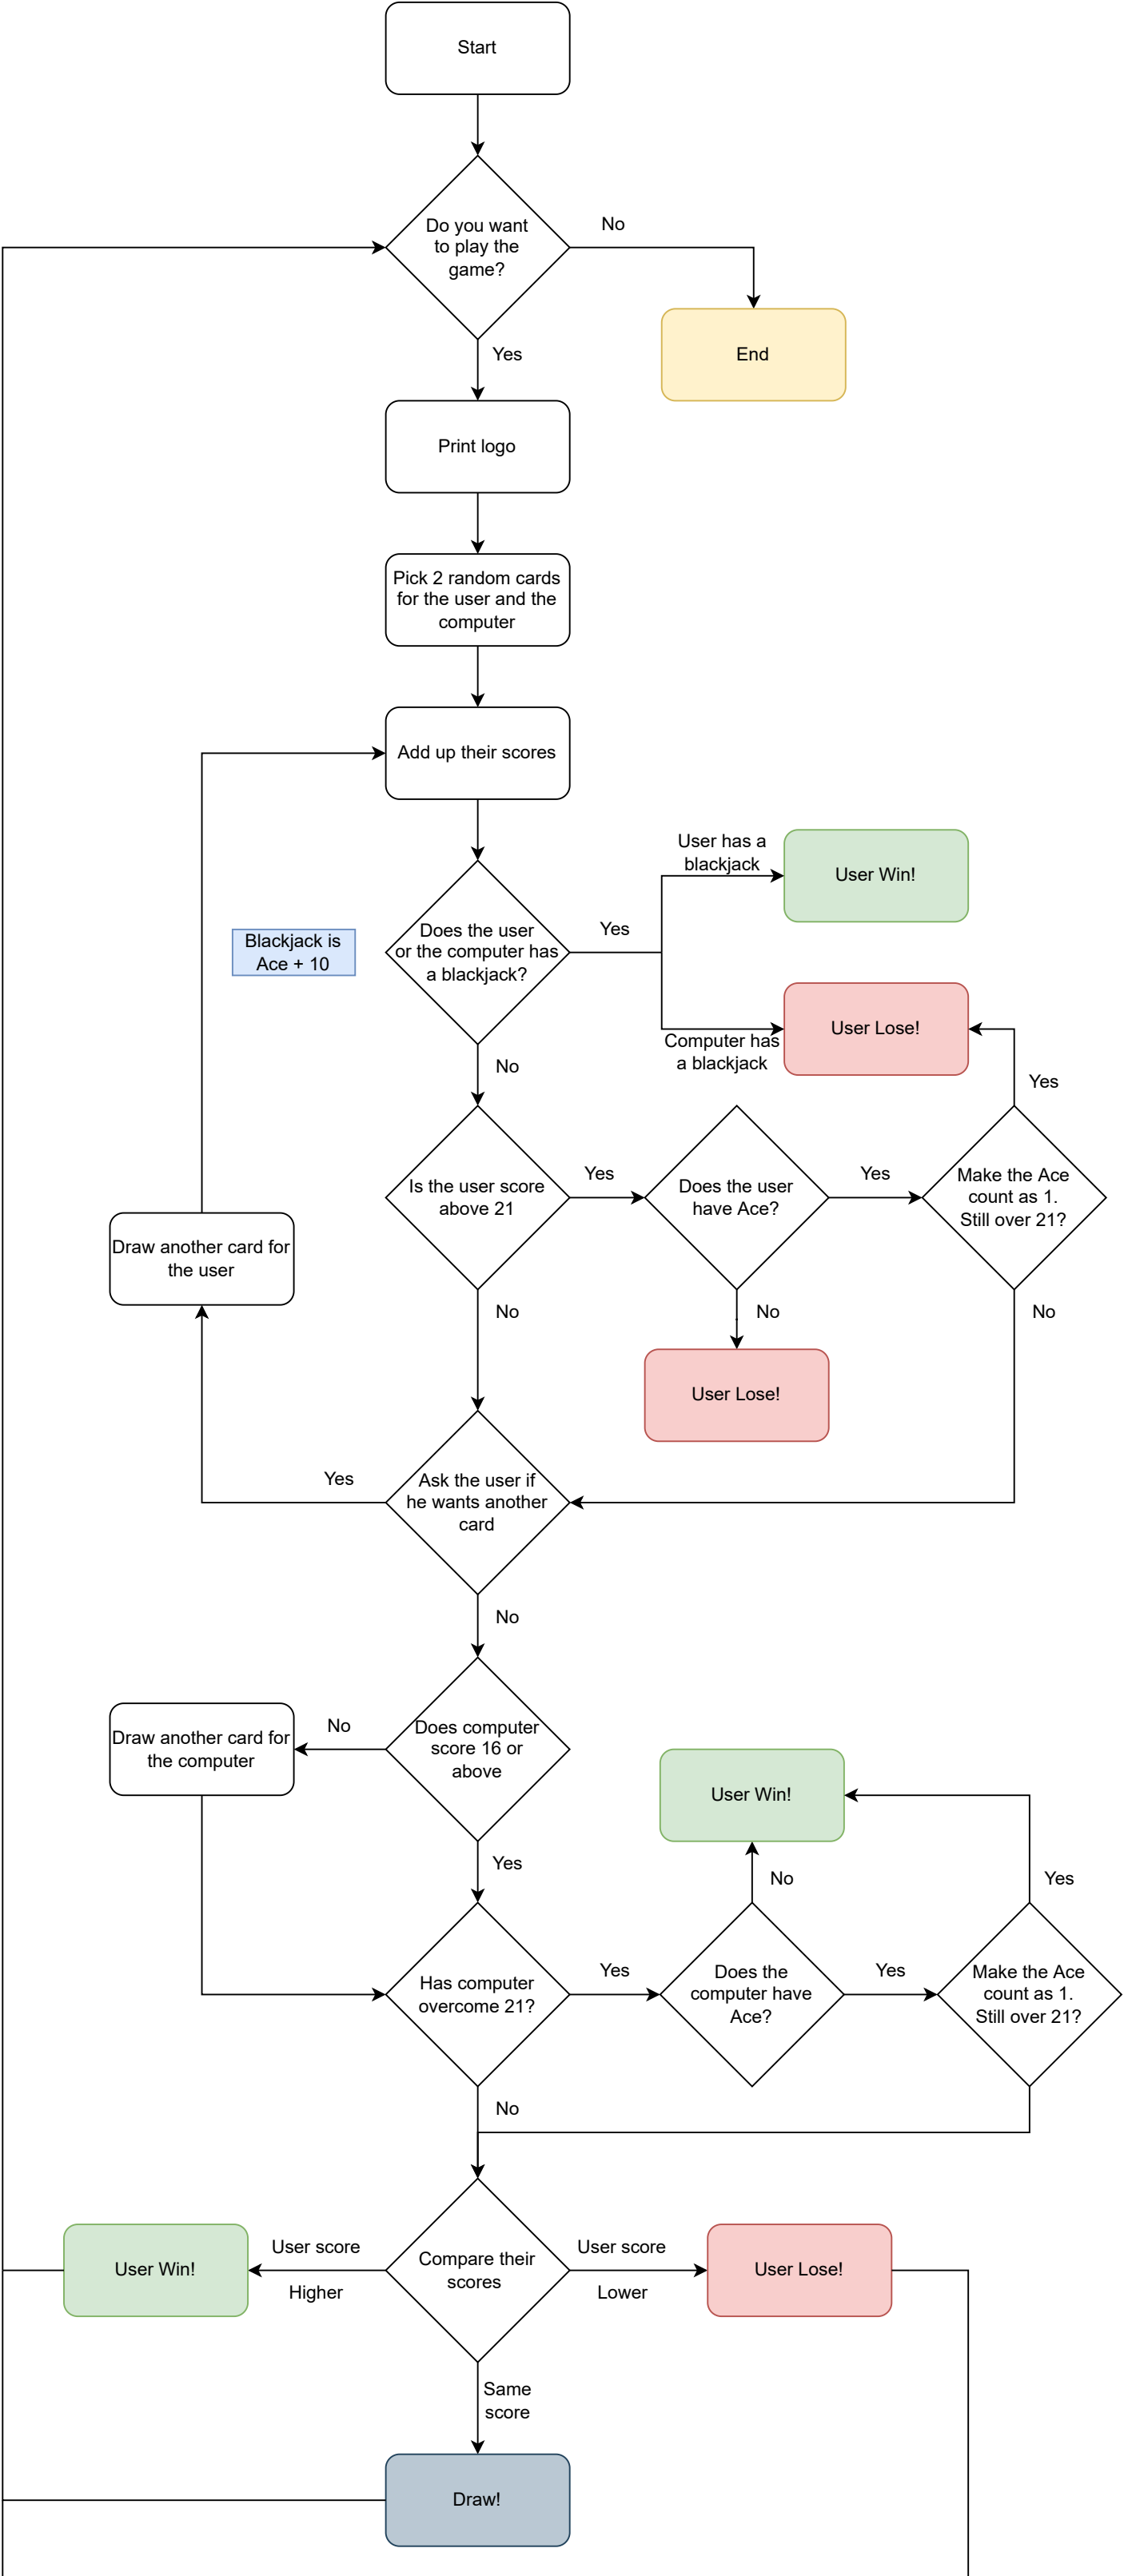 Start
Do you want
to play the
game?
No
End
Yes
Print logo
Pick 2 random cards
for the user and the
computer
Add up their scores
User has a
blackjack
User Win!
Does the user
or the computer has
a blackjack?
Yes
Blackjack is
Ace + 10
User Lose!
Computer has
a blackjack
No
Yes
Is the user score
above 21
Yes
Does the user
have Ace?
Yes
Make the Ace
count as 1.
Still over 21?
Draw another card for
the user
No
No
No
User Lose!
Yes
Ask the user if
he wants another
card
No
Draw another card for
the computer
No
Does computer
score 16 or
above
User Win!
Yes
No
Yes
Has computer
overcome 21?
Yes
Does the
computer have
Ace?
Yes
Make the Ace
count as 1.
Still over 21?
No
User Win!
User score
Higher
Compare their
scores
User score
Lower
User Lose!
Same
score
Draw!